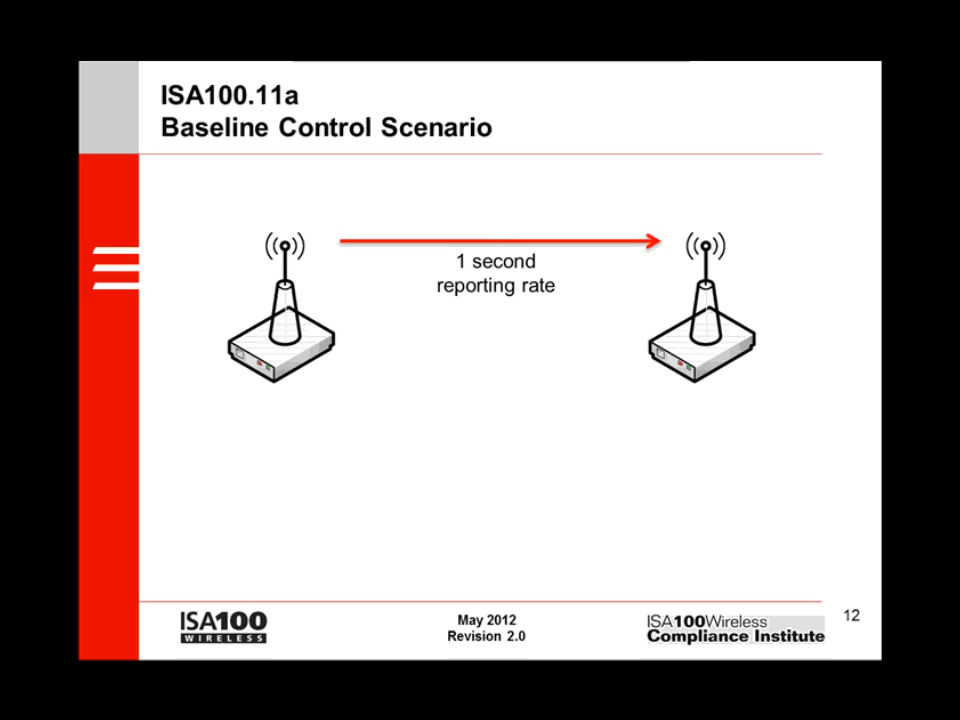 ISA100.11a
Baseline Control Scenario
1 second
reporting rate
ISA100
WIRELESS
May 2012
Revision 2.0
ISA100Wireless
Compliance Institute
12